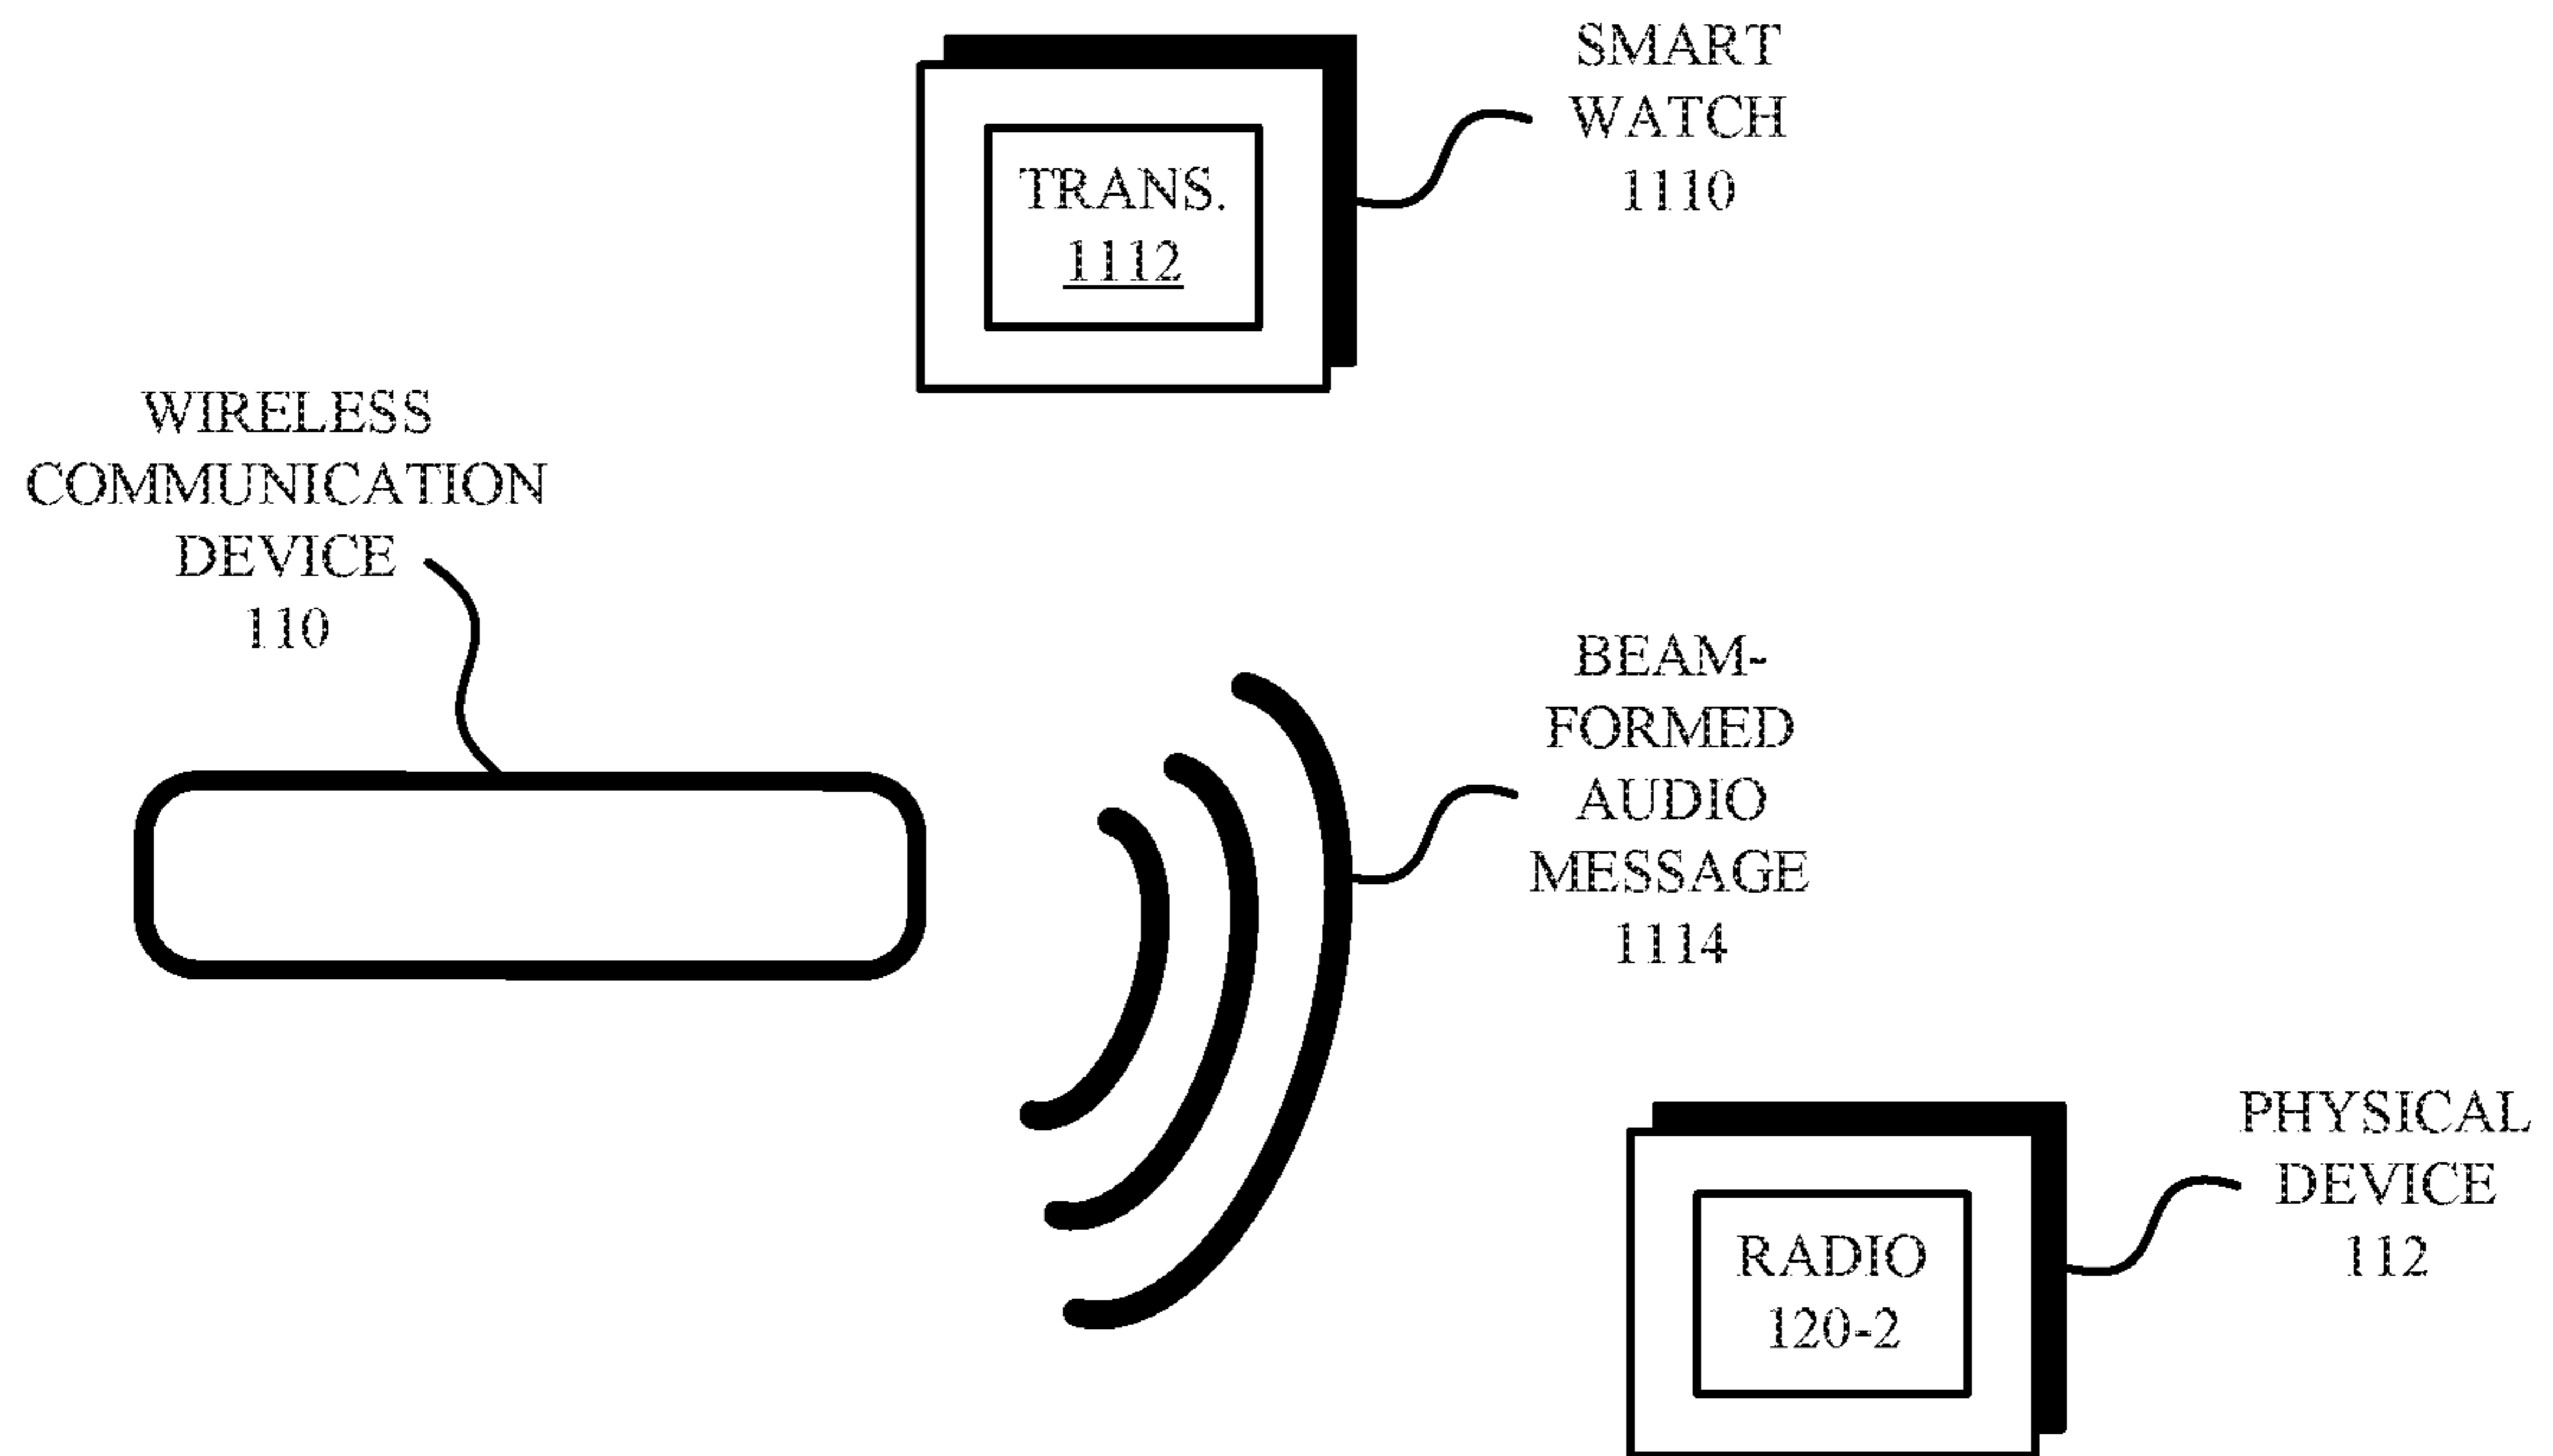 SMART
WATCH
1110
TRANS.
1112
WIRELESS
COMMUNICATION
DEVICE
110
BEAM-
FORMED
AUDIO
MESSAGE
1114
PHYSICAL
DEVICE
112
RADIO
120-2